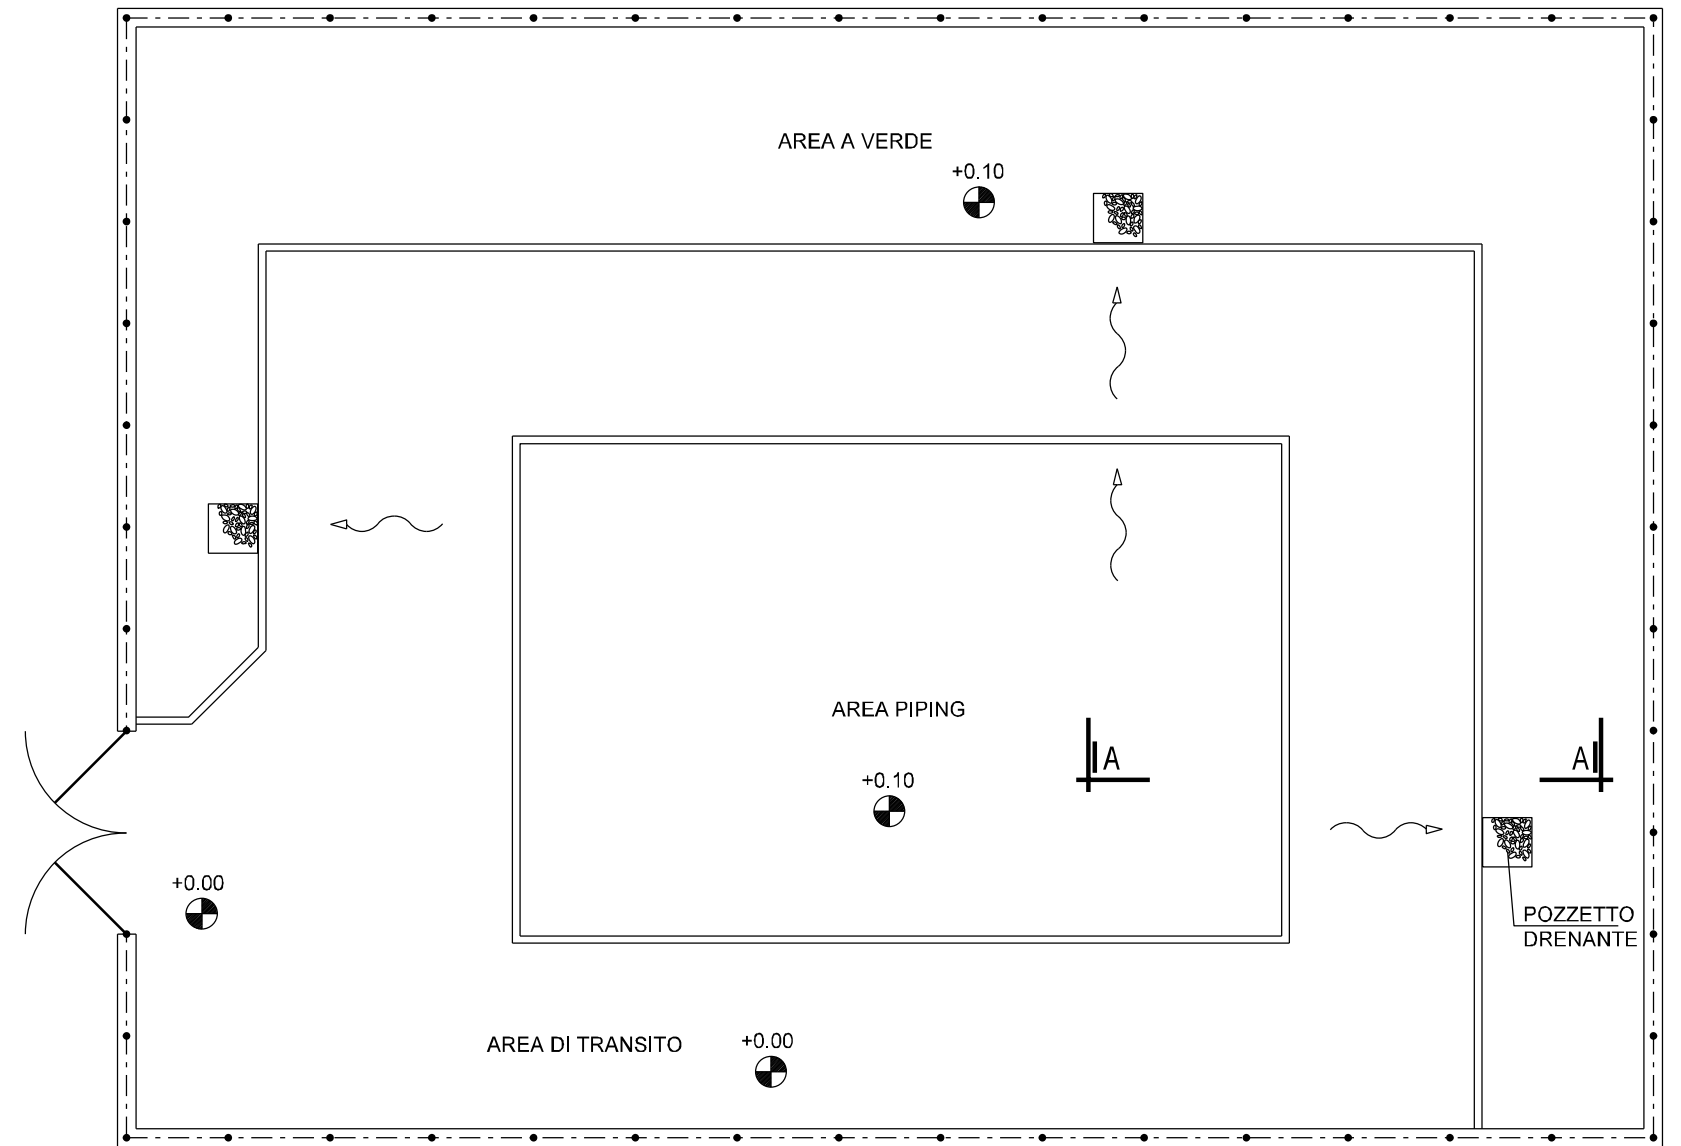 AREA A VERDE
+0.10
AREA PIPING
A
A
+0.10
+0.00
POZZETTO
DRENANTE
AREA DI TRANSITO
+0.00